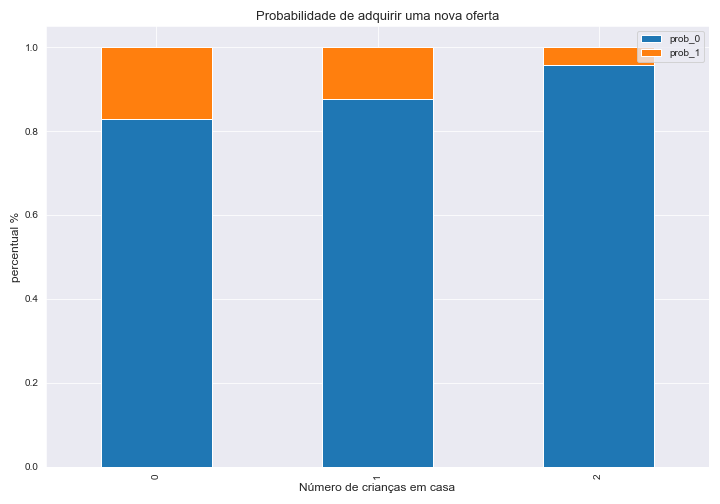 Probabilidade de adquirir uma nova oferta
prob_0
prob_1
percentual %
1.0
0.8
0.6
0.4
0.2
0.0
0
1
2
Número de crianças em casa